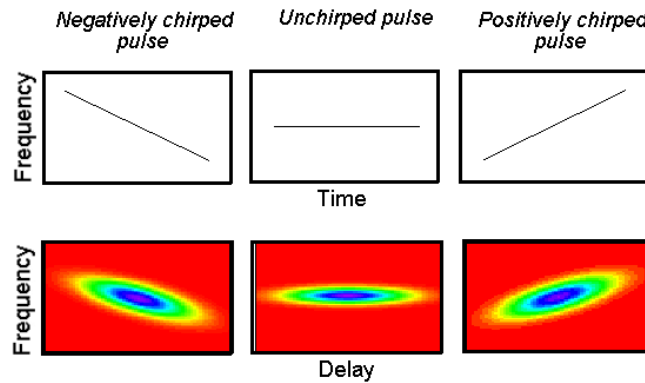 Negatively chirped
pulse
Unchirped pulse
Positively chirped
pulse
Frequency
Time
Frequency
Delay